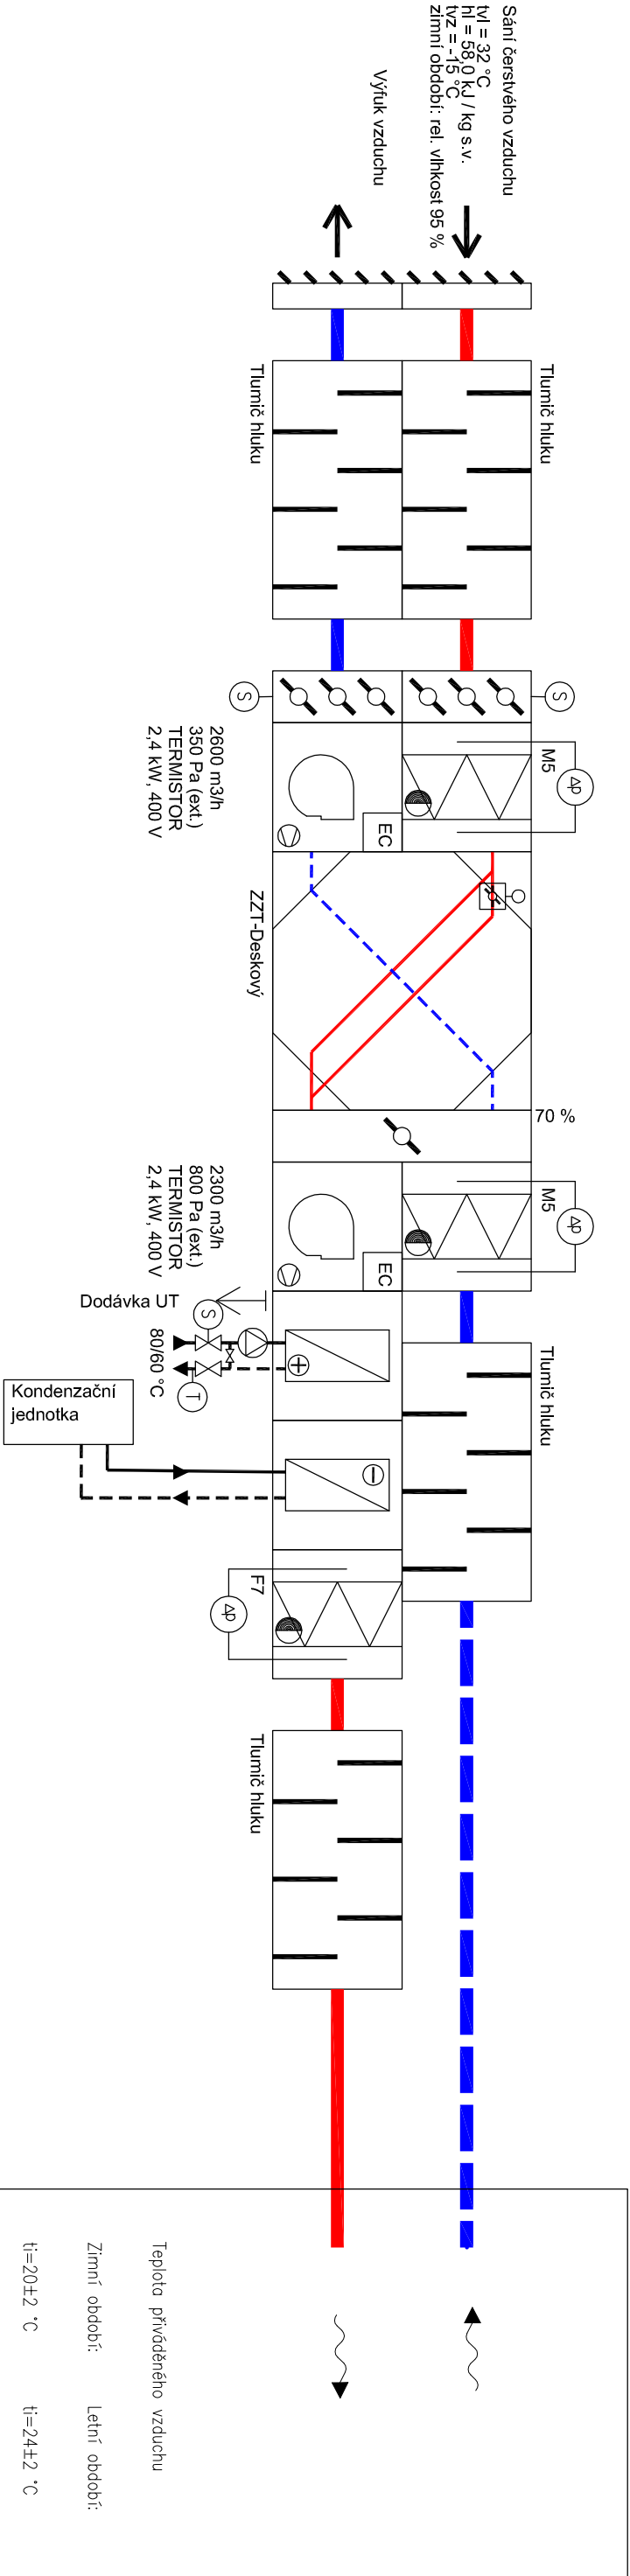 Sání čerstvého vzduchu
tvl = 32 °C
hl = 58,0 kJ / kg s.v.
tvz = -15 °C
zimní období: rel. vlhkost 95 %
Výfuk vzduchu
Tlumič hluku
Tlumič hluku
S
S
M5
Δp
EC
2600 m3/h
350 Pa (ext.)
TERMISTOR
2,4 kW, 400 V
ZZT-Deskový
70 %
M5
Δp
EC
2300 m3/h
800 Pa (ext.)
TERMISTOR
2,4 kW, 400 V
Dodávka UT
S
T
80/60 °C
Kondenzační
jednotka
Tlumič hluku
F7
Δp
Tlumič hluku
Teplota přiváděného vzduchu
Zimní období: Letní období:
ti=20±2 °C ti=24±2 °C